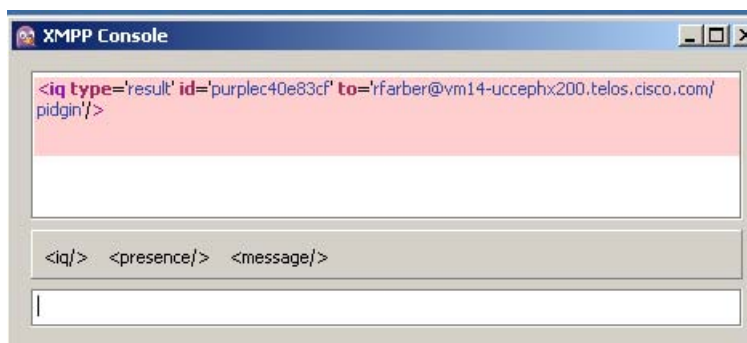 XMPP Console
<iq type='result' id='purplec40e83cf' to='rfarber@vm14-uccephx200.telos.cisco.com/
pidgin'/>
<iq/> <presence/> <message/>